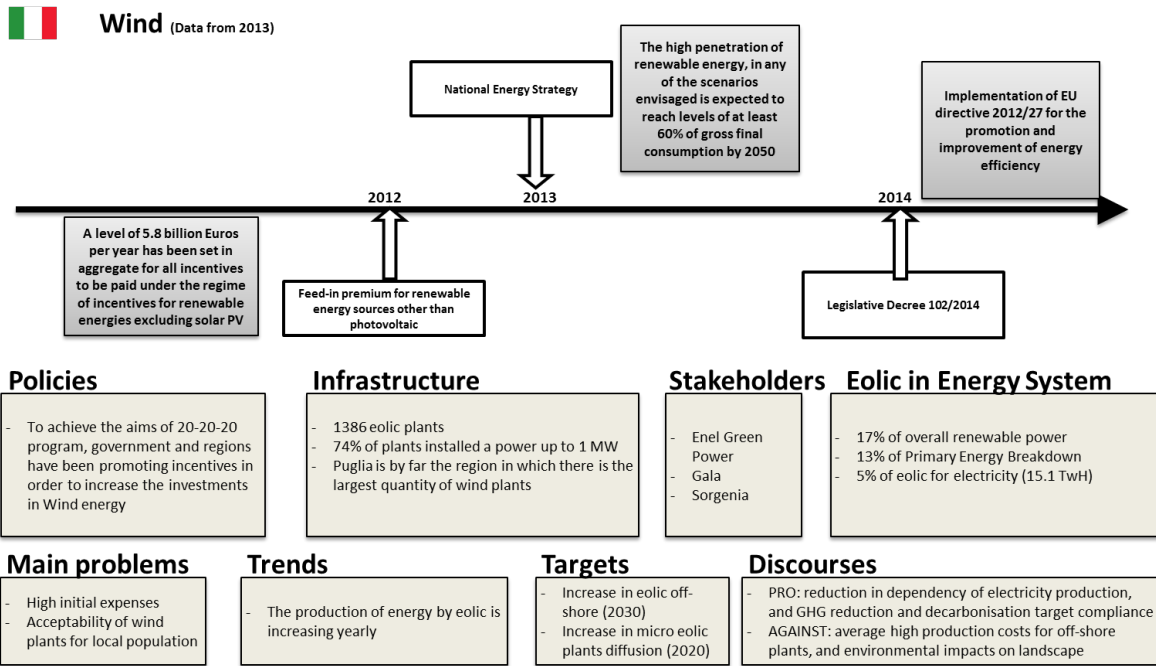 Wind (Data from 2013)
National Energy Strategy
The high penetration of
renewable energy, in any
of the scenarios
envisaged is expected to
reach levels of at least
60% of gross final
consumption by 2050
Implementation of EU
directive 2012/27 for the
promotion and
improvement of energy
efficiency
2012
2013
2014
A level of 5.8 billion Euros
per year has been set in
aggregate for all incentives
to be paid under the regime
of incentives for renewable
energies excluding solar PV
Feed-in premium for renewable
energy sources other than
photovoltaic
Legislative Decree 102/2014
Policies
- To achieve the aims of 20-20-20
program, government and regions
have been promoting incentives in
order to increase the investments
in Wind energy
Infrastructure
- 1386 eolic plants
- 74% of plants installed a power up to 1 MW
- Puglia is by far the region in which there is the
largest quantity of wind plants
Stakeholders
- Enel Green
Power
- Gala
- Sorgenia
Eolic in Energy System
- 17% of overall renewable power
- 13% of Primary Energy Breakdown
- 5% of eolic for electricity (15.1 TwH)
Main problems
- High initial expenses
- Acceptability of wind
plants for local population
Trends
- The production of energy by eolic is
increasing yearly
Targets
- Increase in eolic off-
shore (2030)
- Increase in micro eolic
plants diffusion (2020)
Discourses
- PRO: reduction in dependency of electricity production,
and GHG reduction and decarbonisation target compliance
- AGAINST: average high production costs for off-shore
plants, and environmental impacts on landscape